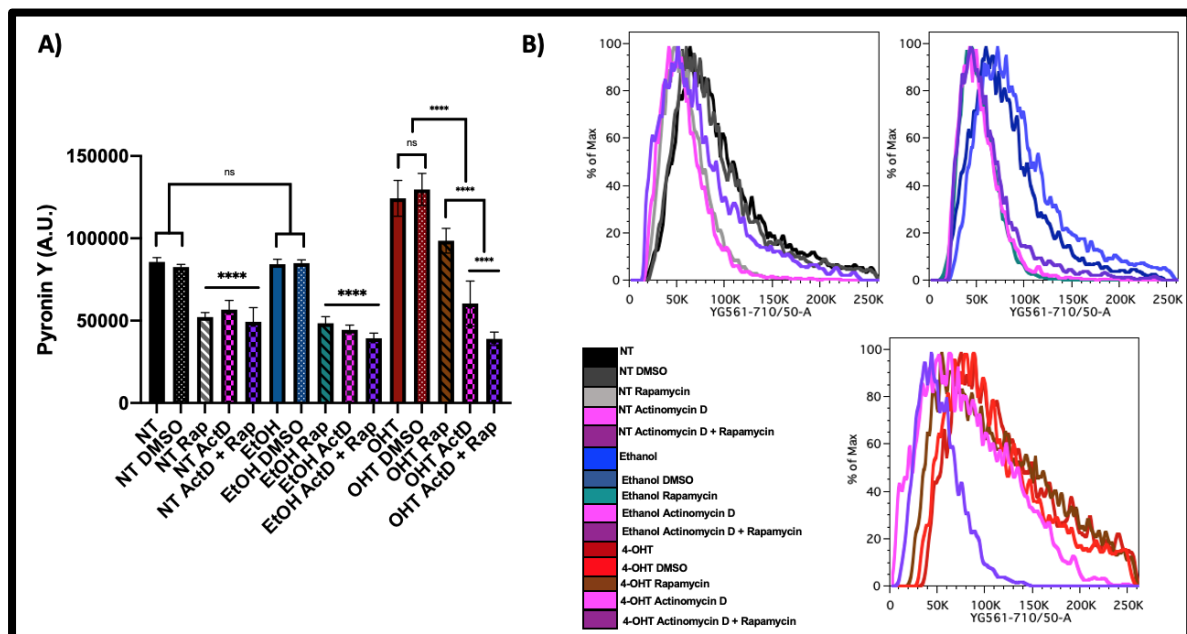 A)
Pyronin Y (A.U.)
150000
100000
50000
0
ns
****
****
ns
****
****
****
NT
NT DMSO
NT Rap
NT ActD
NT ActD + Rap
EtOH
EtOH DMSO
EtOH Rap
EtOH ActD
EtOH ActD + Rap
OHT
OHT DMSO
OHT Rap
OHT ActD
OHT ActD + Rap
B)
% of Max
100
80
60
40
20
0
0 50K 100K 150K 200K 250K
YG561-710/50-A
% of Max
100
80
60
40
20
0
0 50K 100K 150K 200K 250K
YG561-710/50-A
NT
NT DMSO
NT Rapamycin
NT Actinomycin D
NT Actinomycin D + Rapamycin
Ethanol
Ethanol DMSO
Ethanol Rapamycin
Ethanol Actinomycin D
Ethanol Actinomycin D + Rapamycin
4-OHT
4-OHT DMSO
4-OHT Rapamycin
4-OHT Actinomycin D
4-OHT Actinomycin D + Rapamycin
% of Max
100
80
60
40
20
0
0 50K 100K 150K 200K 250K
YG561-710/50-A